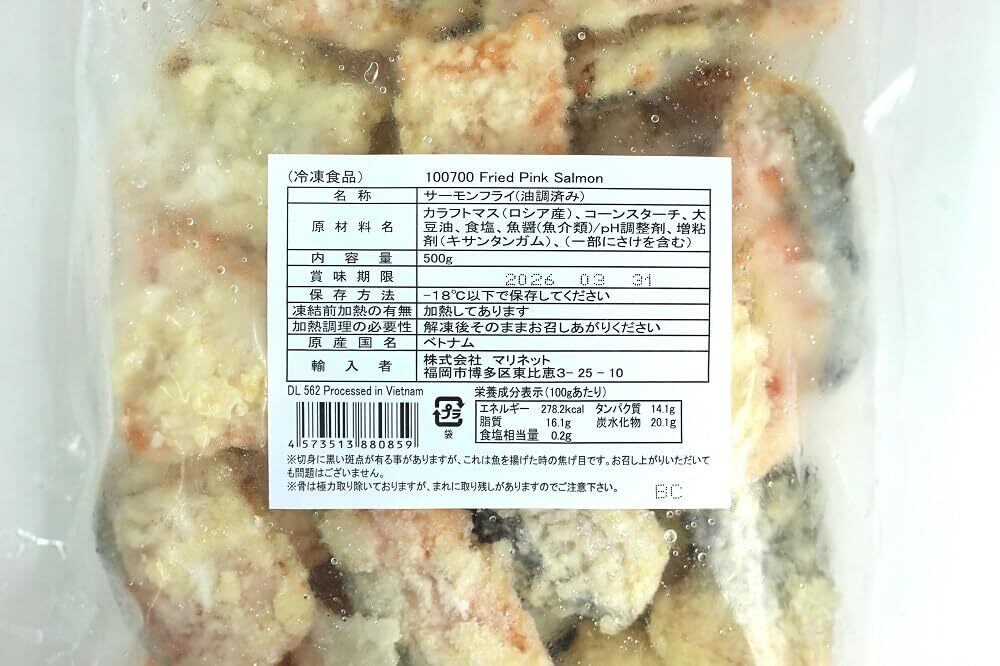 (冷凍食品) 100700 Fried Pink Salmon
名称 サーモンフライ(油調済み)
原材料名 カラフトマス(ロシア産)、コーンスターチ、大
豆油、食塩、魚醤(魚介類)/pH調整剤、増粘
剤(キサンタンガム)、(一部にさけを含む)
内容量 500g
賞味期限 2026 03 31
保存方法 -18℃以下で保存してください
凍結前加熱の有無 加熱してあります
加熱調理の必要性 解凍後そのままお召しあがりください
原産国名 ベトナム
輸入者 株式会社 マリネット
福岡市博多区東比恵3-25-10
DL 562 Processed in Vietnam 栄養成分表示(100gあたり)
エネルギー 278.2kcal タンパク質 14.1g
脂質 16.1g 炭水化物 20.1g
食塩相当量 0.2g
プラ
袋
4573513880859
※切身に黒い斑点が有る事がありますが、これは魚を揚げた時の焦げ目です。お召し上がりいただいて
も問題はございません。
※骨は極力取り除いておりますが、まれに取り残しがありますのでご注意下さい。
BC